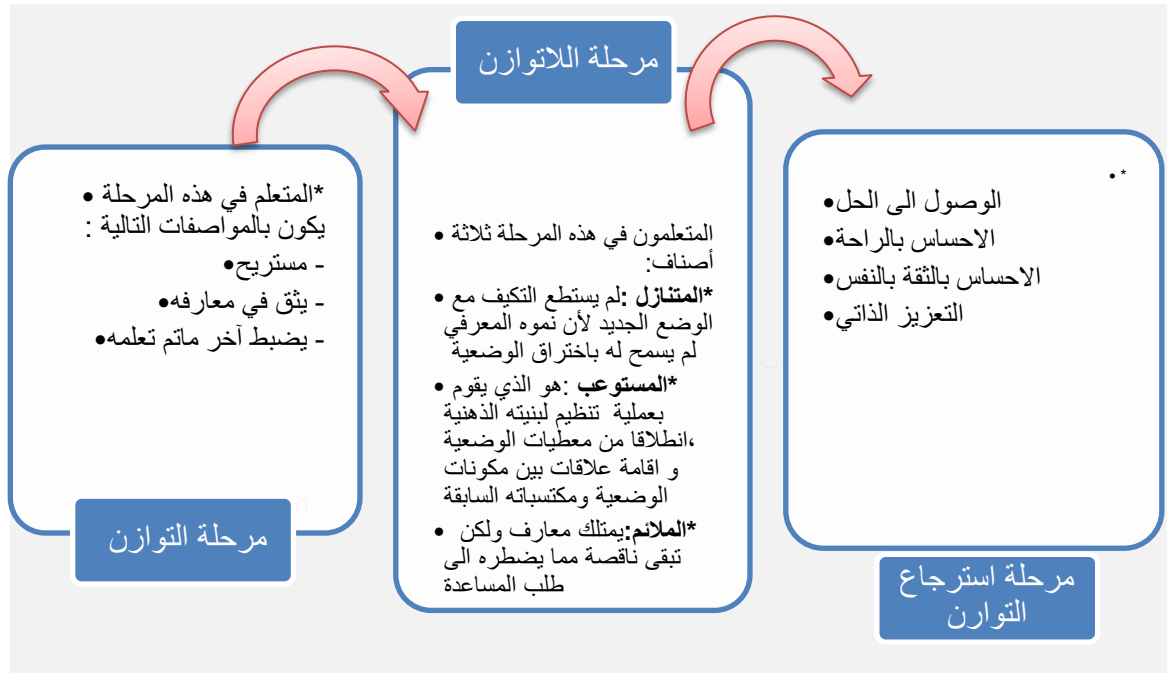 مرحلة اللاتوازن
*المتعلم في هذه المرحلة •
يكون بالمواصفات التالية :
- مستريح•
- يثق في معارفه•
- يضبط آخر ماتم تعلمه•
مرحلة التوازن
المتعلمون في هذه المرحلة ثلاثة •
أصناف:
*المتنازل :لم يستطع التكيف مع •
الوضع الجديد لأن نموه المعرفي
لم يسمح له باختراق الوضعية
*المستوعب :هو الذي يقوم •
بعملية تنظيم لبنيته الذهنية
،انطلاقا من معطيات الوضعية
و اقامة علاقات بين مكونات
الوضعية ومكتسباته السابقة
*الملائم:يمتلك معارف ولكن •
تبقى ناقصة مما يضطره الى
طلب المساعدة
* •
الوصول الى الحل•
الاحساس بالراحة•
الاحساس بالثقة بالنفس•
التعزيز الذاتي•
مرحلة استرجاع
التوارن